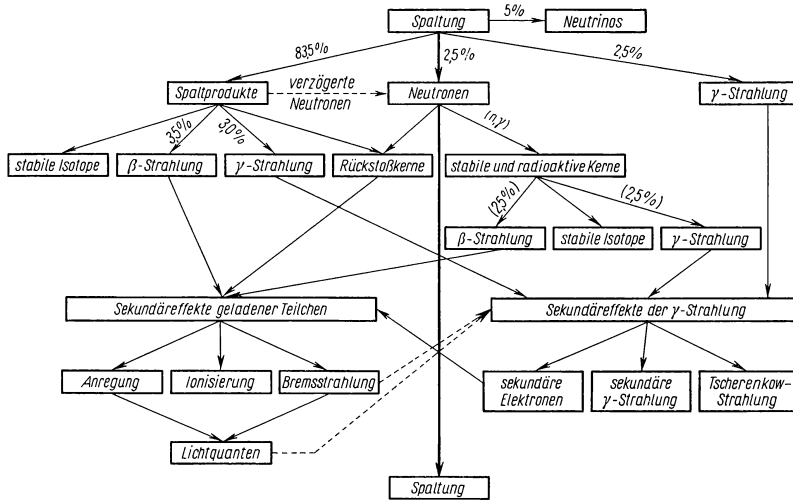 Spaltung
5%
Neutrinos
83,5%
2,5%
2,5%
Spaltprodukte
verzögerte
Neutronen
Neutronen
γ-Strahlung
3,5%
3,0%
(n,γ)
stabile Isotope
β-Strahlung
γ-Strahlung
Rückstoßkerne
stabile und radioaktive Kerne
(2,5%)
(2,5%)
β-Strahlung
stabile Isotope
γ-Strahlung
Sekundäreffekte geladener Teilchen
Sekundäreffekte der γ-Strahlung
Anregung
Ionisierung
Bremsstrahlung
sekundäre
Elektronen
sekundäre
γ-Strahlung
Tscherenkow-
Strahlung
Lichtquanten
Spaltung